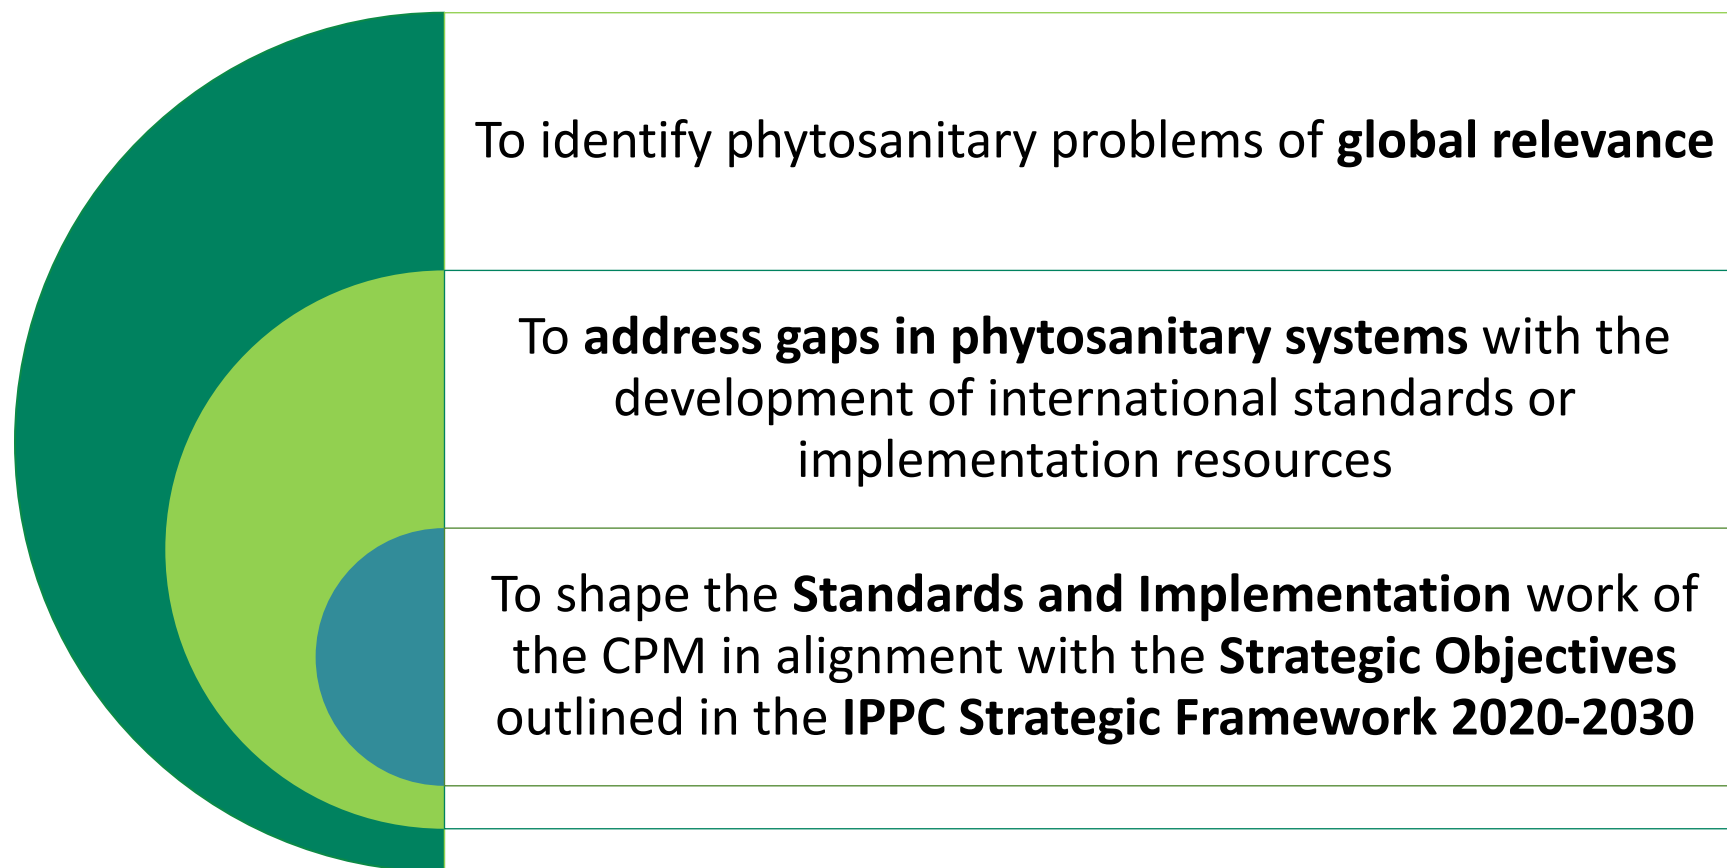 To identify phytosanitary problems of global relevance
To address gaps in phytosanitary systems with the
development of international standards or
implementation resources
To shape the Standards and Implementation work of
the CPM in alignment with the Strategic Objectives
outlined in the IPPC Strategic Framework 2020-2030